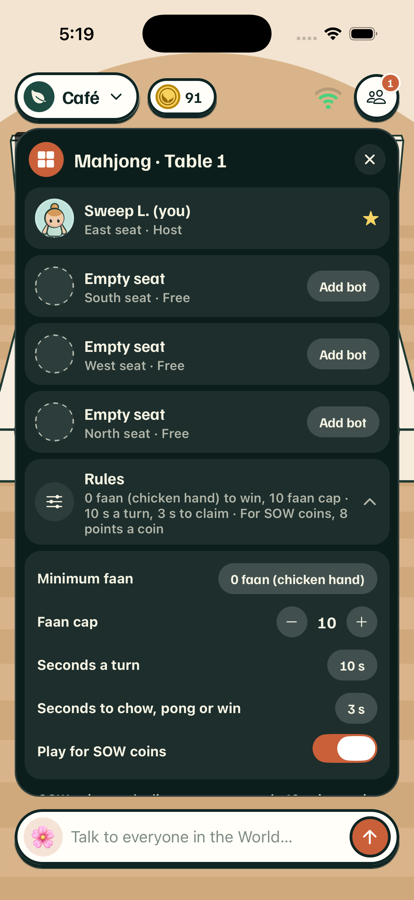 5:19
Café
91
1
Mahjong · Table 1
Sweep L. (you)
East seat · Host
Empty seat
South seat · Free
Add bot
Empty seat
West seat · Free
Add bot
Empty seat
North seat · Free
Add bot
Rules
0 faan (chicken hand) to win, 10 faan cap ·
10 s a turn, 3 s to claim · For SOW coins, 8
points a coin
Minimum faan
0 faan (chicken hand)
Faan cap
10
Seconds a turn
10 s
Seconds to chow, pong or win
3 s
Play for SOW coins
Talk to everyone in the World...